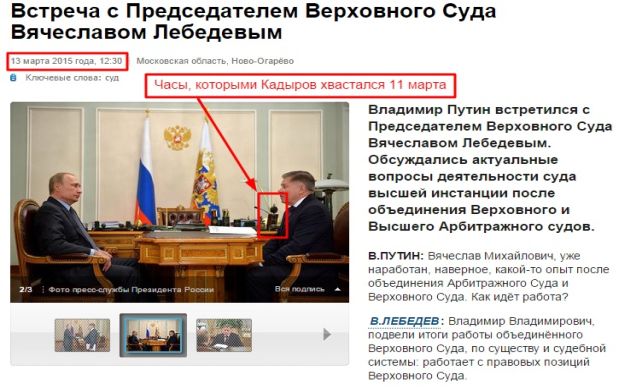 Встреча с Председателем Верховного Суда
Вячеславом Лебедевым
13 марта 2015 года, 12:30 Московская область, Ново-Огарёво
Ключевые слова: суд
Часы, которыми Кадыров хвастался 11 марта
Владимир Путин встретился с
Председателем Верховного Суда
Вячеславом Лебедевым.
Обсуждались актуальные
вопросы деятельности суда
высшей инстанции после
объединения Верховного и
Высшего Арбитражного судов.
2/3 Фото пресс-службы Президента России Вся подпись
В.ПУТИН: Вячеслав Михайлович, уже
наработан, наверное, какой-то опыт после
объединения Арбитражного Суда и
Верховного Суда. Как идёт работа?
В.ЛЕБЕДЕВ: Владимир Владимирович,
подвели итоги работы объединённого
Верховного Суда, по существу и судебной
системы: работает с правовых позиций
Верховного Суда.